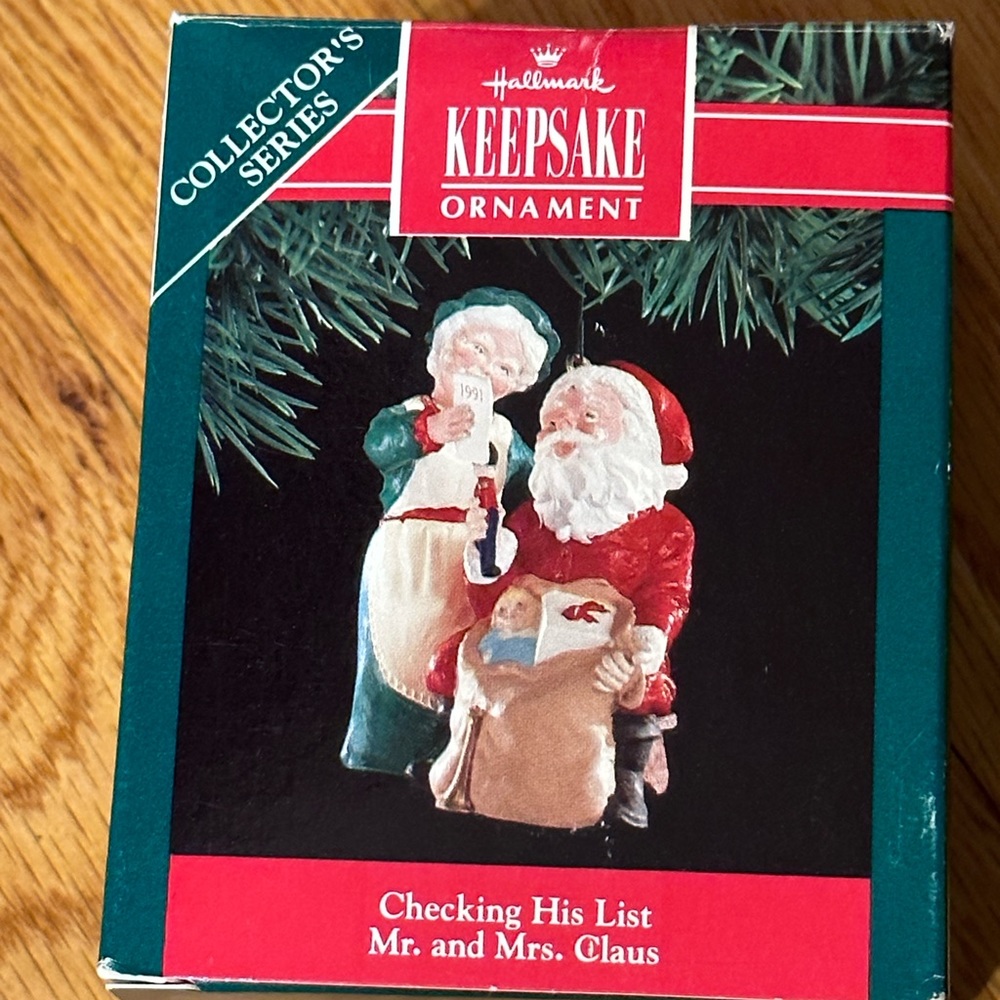 COLLECTOR'S
SERIES
Hallmark
KEEPSAKE
ORNAMENT
1991
Checking His List
Mr. and Mrs. Claus